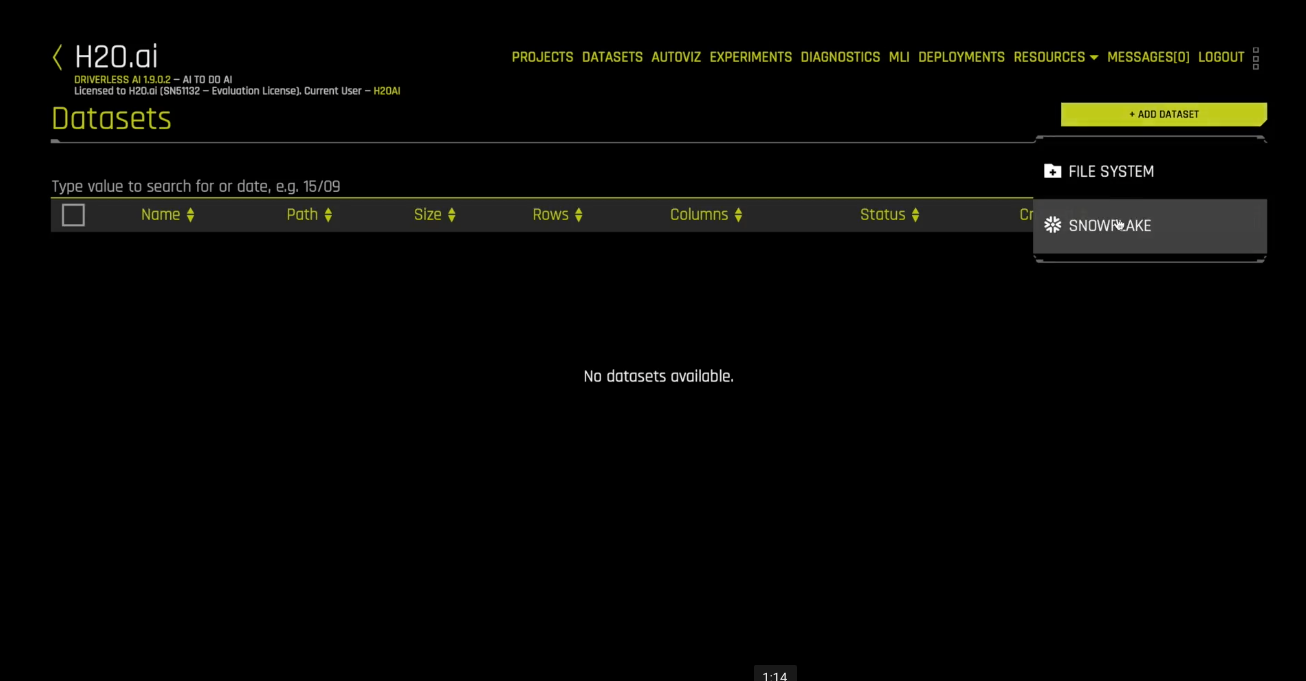 H2O.ai
PROJECTS DATASETS AUTOVIZ EXPERIMENTS DIAGNOSTICS MLI DEPLOYMENTS RESOURCES MESSAGES[0] LOGOUT
DRIVERLESS AI 1.9.0.2 – AI TO DO AI
Licensed to H2O.ai (SN51132 – Evaluation License). Current User – H2OAI
Datasets
+ ADD DATASET
FILE SYSTEM
Type value to search for or date, e.g. 15/09
Name Path Size Rows Columns Status Cr
SNOWFLAKE
No datasets available.
1:14